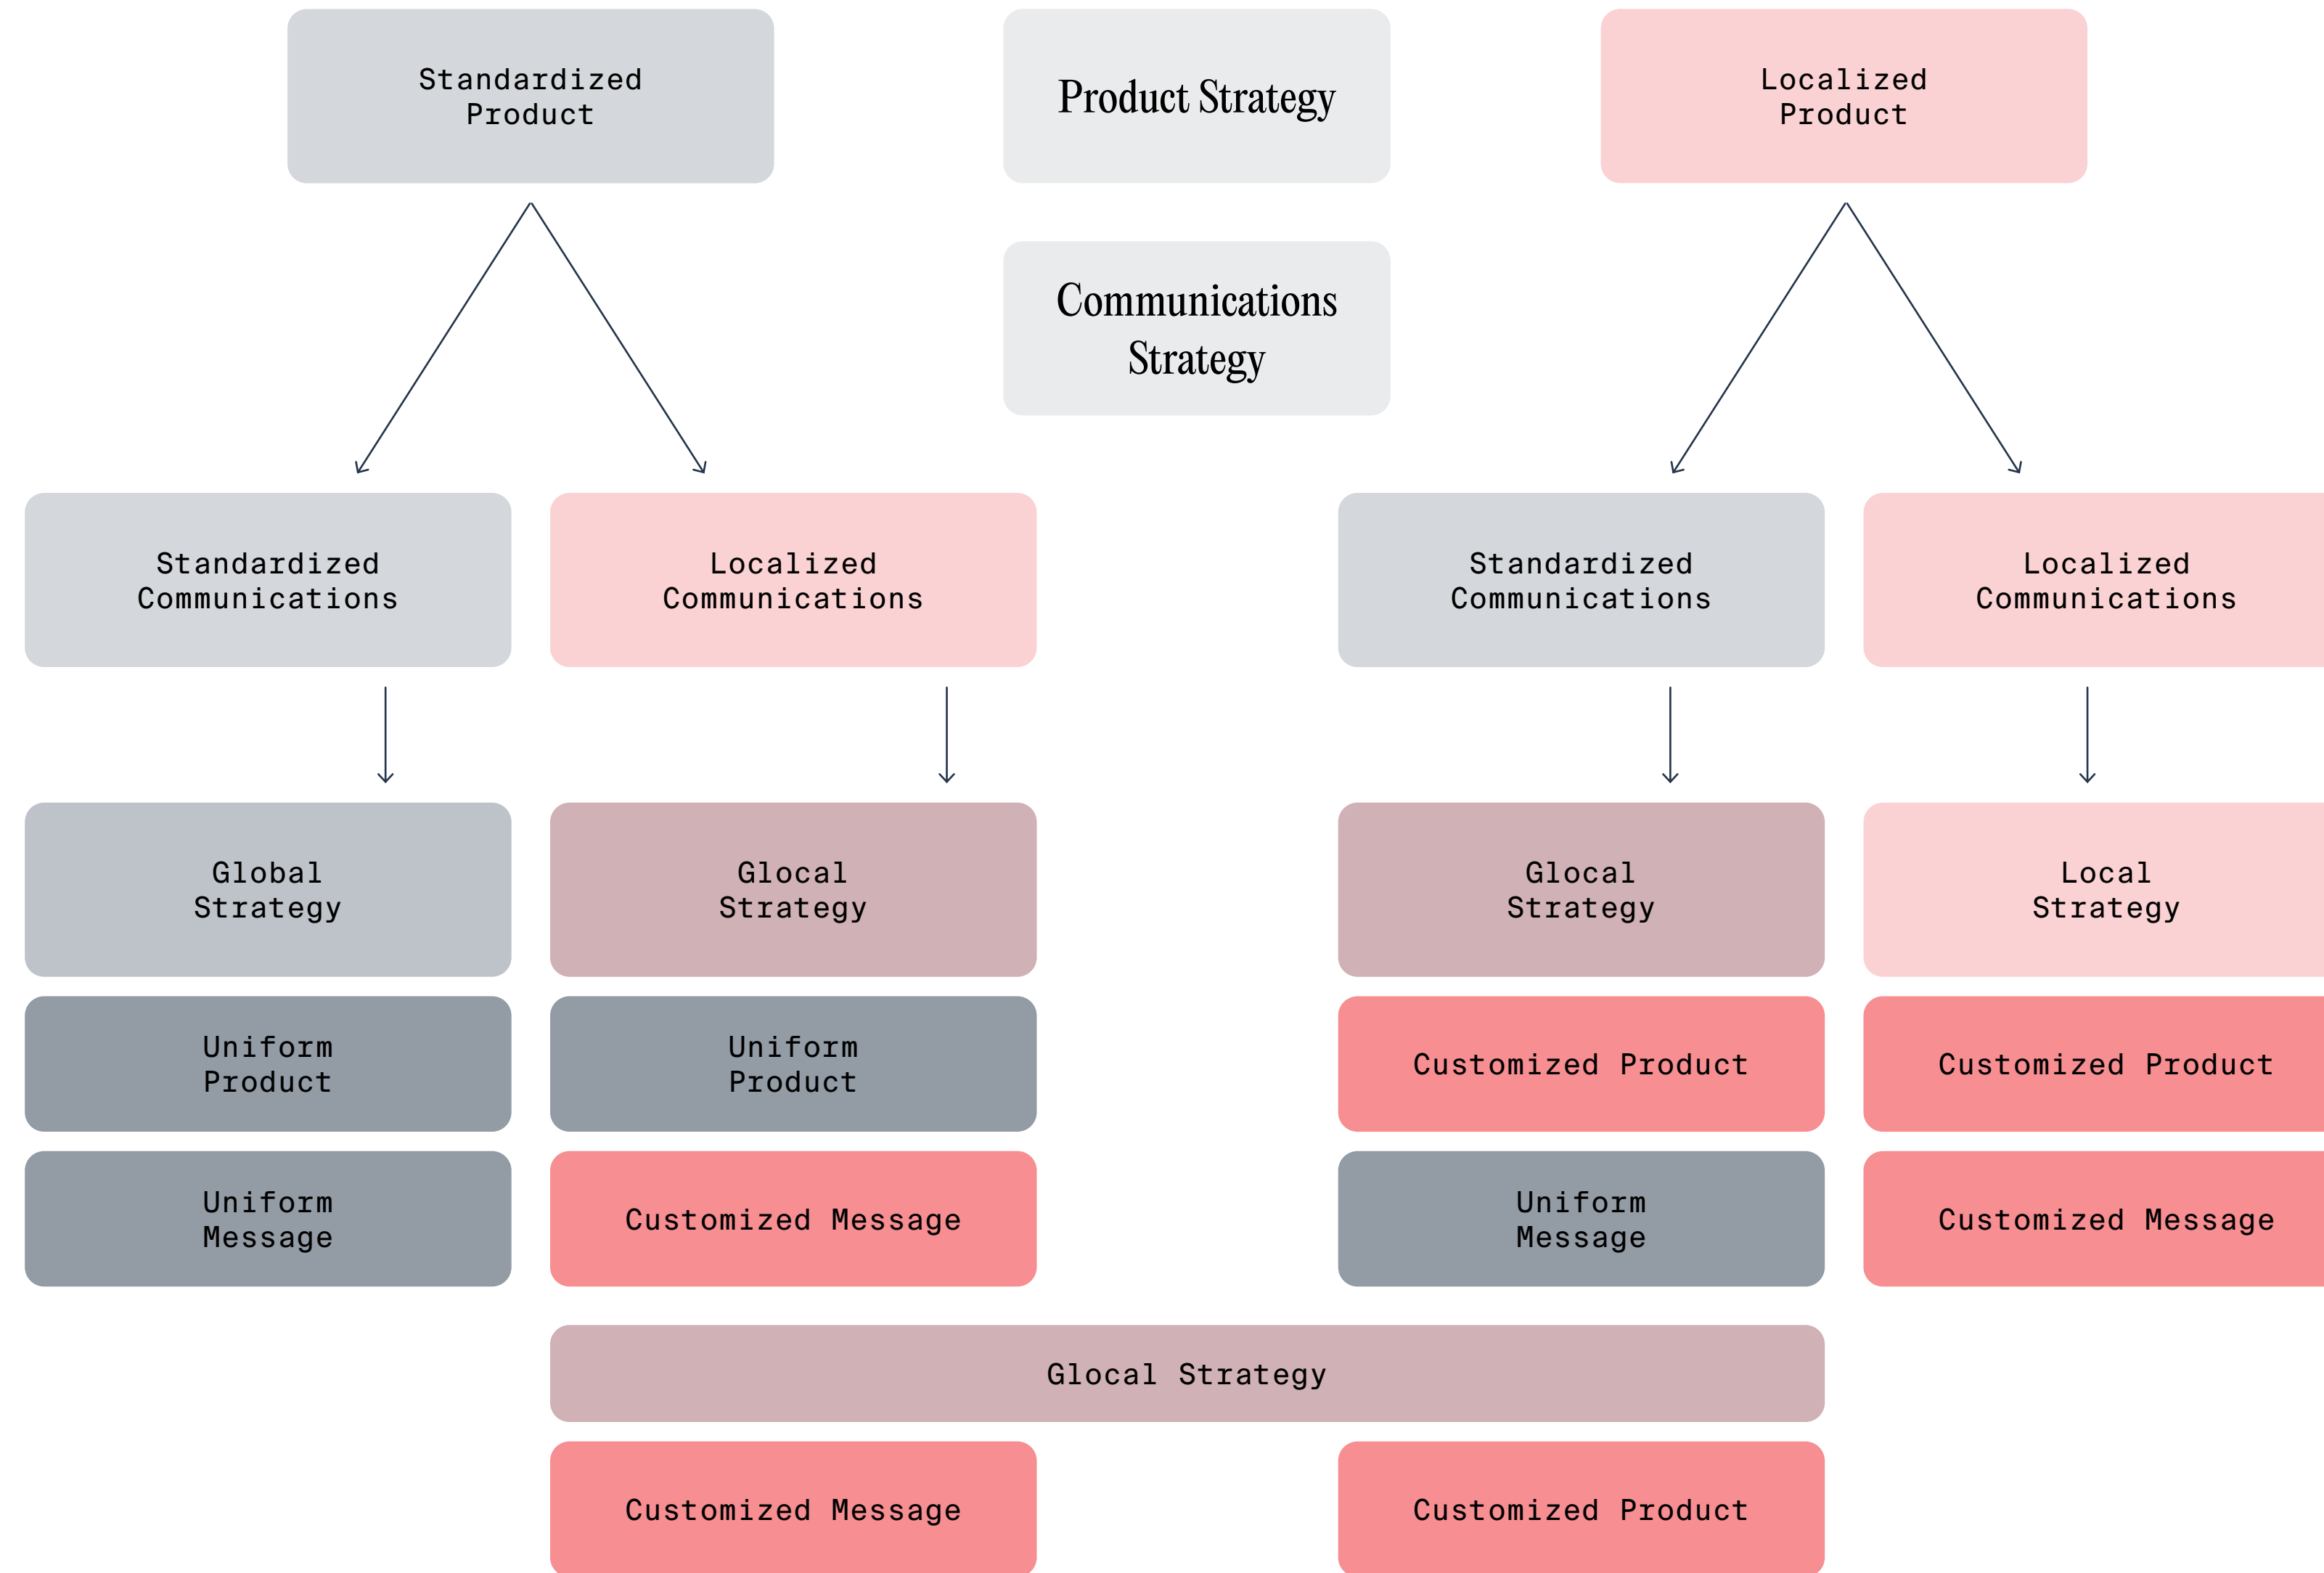 Standardized
Product
Product Strategy
Localized
Product
Communications
Strategy
Standardized
Communications
Localized
Communications
Standardized
Communications
Localized
Communications
Global
Strategy
Glocal
Strategy
Glocal
Strategy
Local
Strategy
Uniform
Product
Uniform
Product
Customized Product
Customized Product
Uniform
Message
Customized Message
Uniform
Message
Customized Message
Glocal Strategy
Customized Message
Customized Product